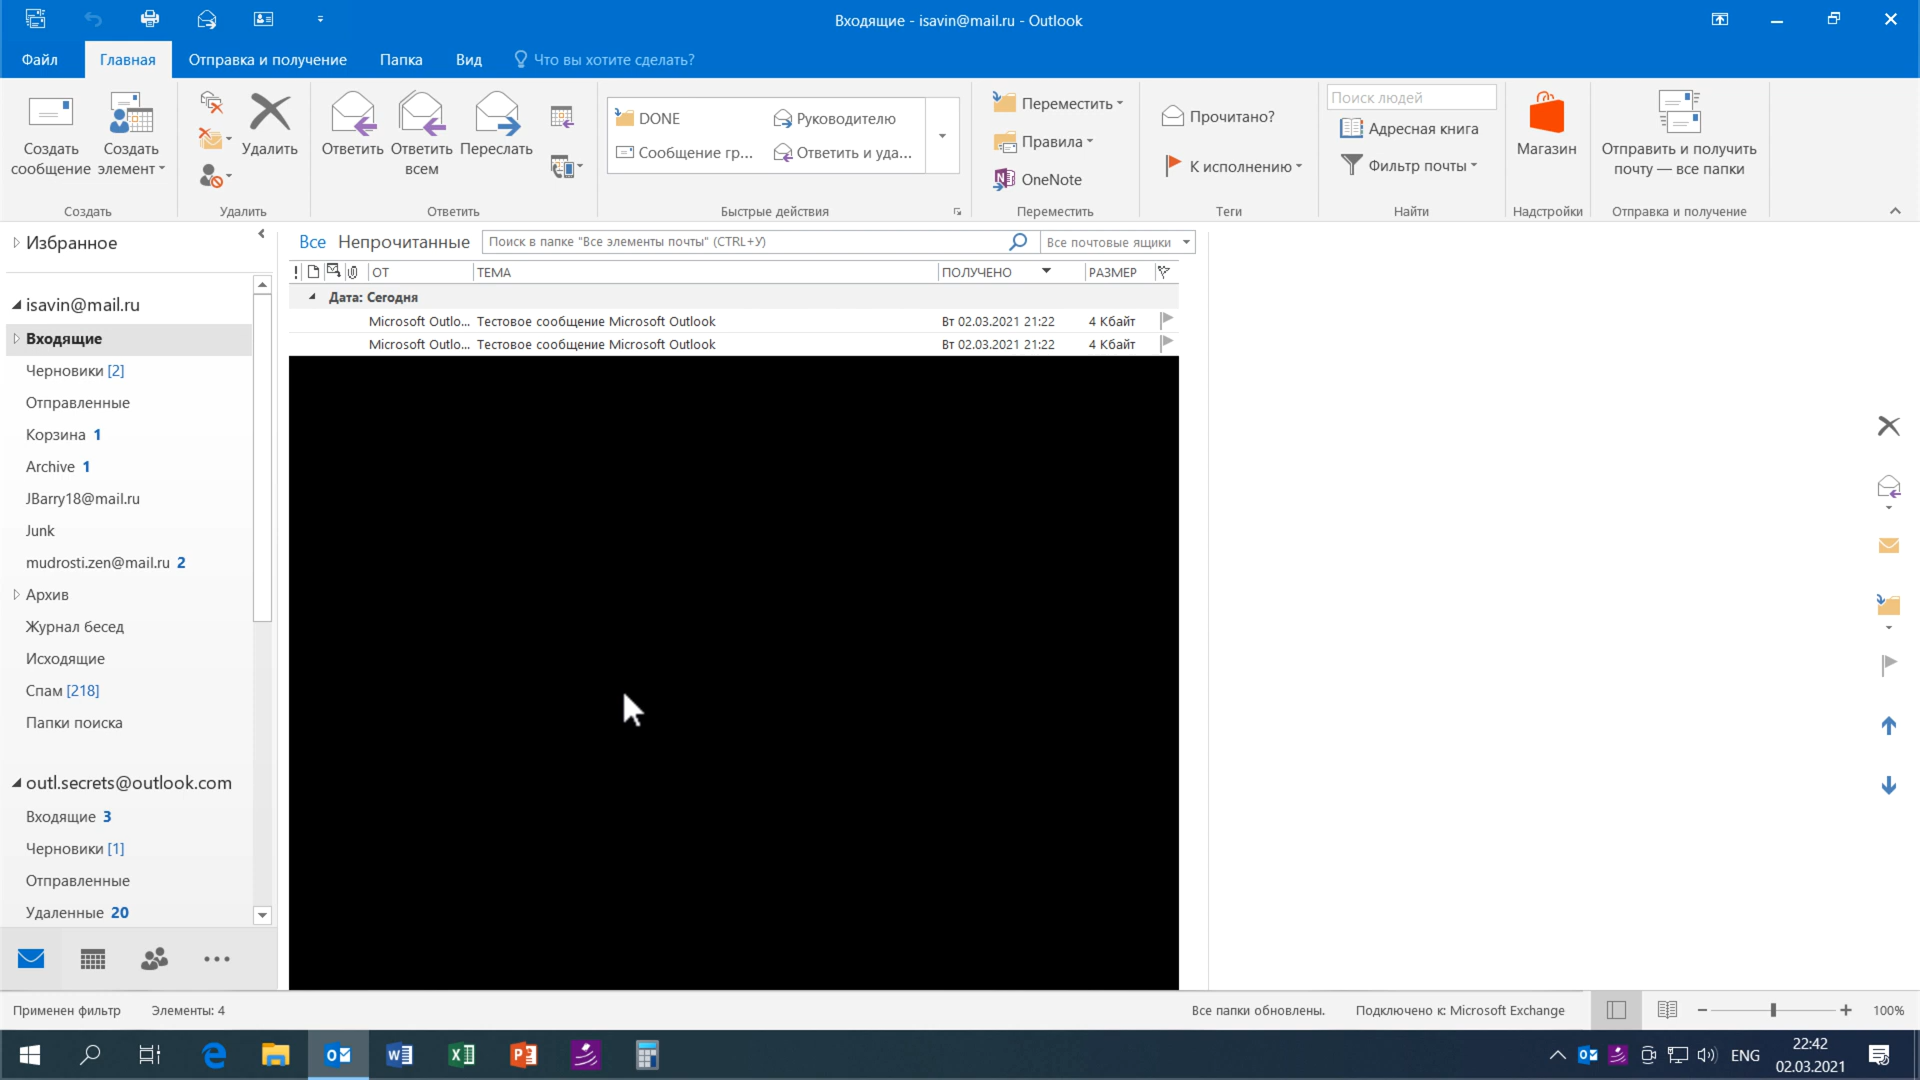 Входящие - isavin@mail.ru - Outlook
Файл Главная Отправка и получение Папка Вид Что вы хотите сделать?
Создать сообщение
Создать элемент
Создать
Удалить
Удалить
Ответить
Ответить всем
Переслать
Ответить
DONE
Руководителю
Сообщение гр...
Ответить и уда...
Быстрые действия
Переместить
Правила
OneNote
Переместить
Прочитано?
К исполнению
Теги
Поиск людей
Адресная книга
Фильтр почты
Найти
Магазин
Надстройки
Отправить и получить
почту — все папки
Отправка и получение
Избранное
isavin@mail.ru
Входящие
Черновики [2]
Отправленные
Корзина 1
Archive 1
JBarry18@mail.ru
Junk
mudrosti.zen@mail.ru 2
Архив
Журнал бесед
Исходящие
Спам [218]
Папки поиска
outl.secrets@outlook.com
Входящие 3
Черновики [1]
Отправленные
Удаленные 20
Все Непрочитанные Поиск в папке "Все элементы почты" (CTRL+У) Все почтовые ящики
! ОТ ТЕМА ПОЛУЧЕНО РАЗМЕР
Дата: Сегодня
Microsoft Outlo... Тестовое сообщение Microsoft Outlook Вт 02.03.2021 21:22 4 Кбайт
Microsoft Outlo... Тестовое сообщение Microsoft Outlook Вт 02.03.2021 21:22 4 Кбайт
Применен фильтр Элементы: 4 Все папки обновлены. Подключено к: Microsoft Exchange 100%
ENG
22:42
02.03.2021